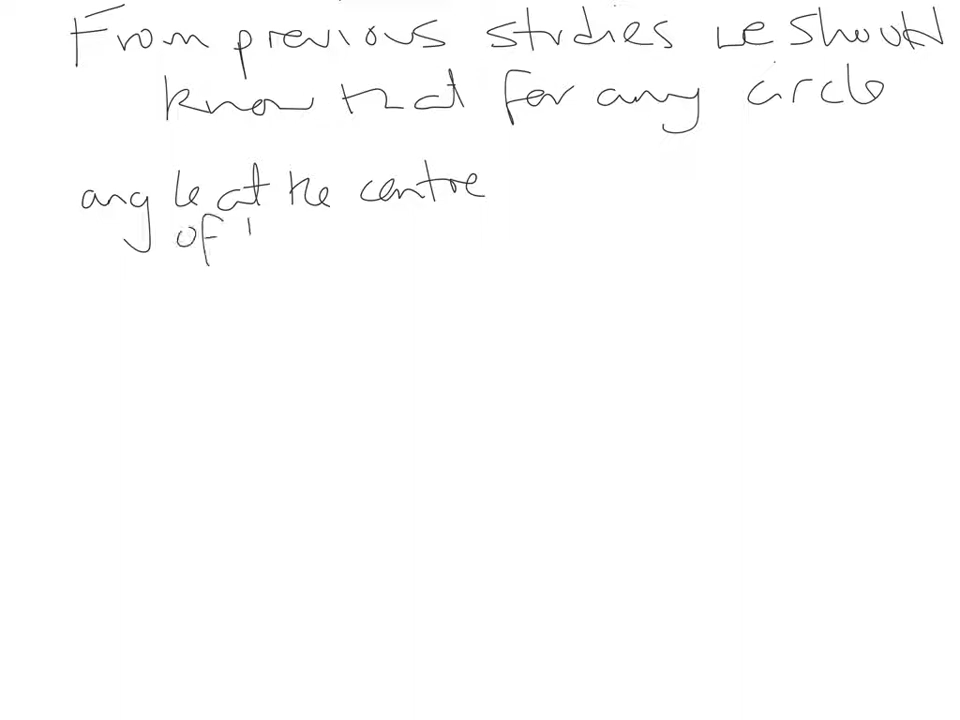 From previous studies we should
know that for any circle
angle at the centre
of